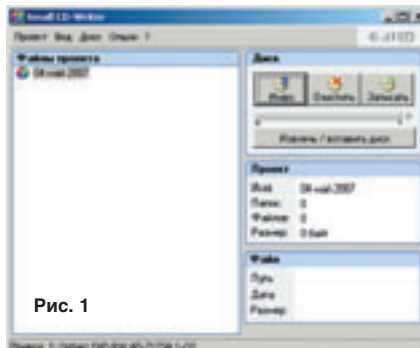 Small CD-Writer
Проект Вид Диск Опции ?
Файлы проекта
04-май-2007
Диск
Инфо Очистить Записать
Извлечь / вставить диск
Проект
Имя: 04-май-2007
Папок: 0
Файлов: 0
Размер: 0 байт
Файл
Путь
Дата
Размер:
Рис. 1